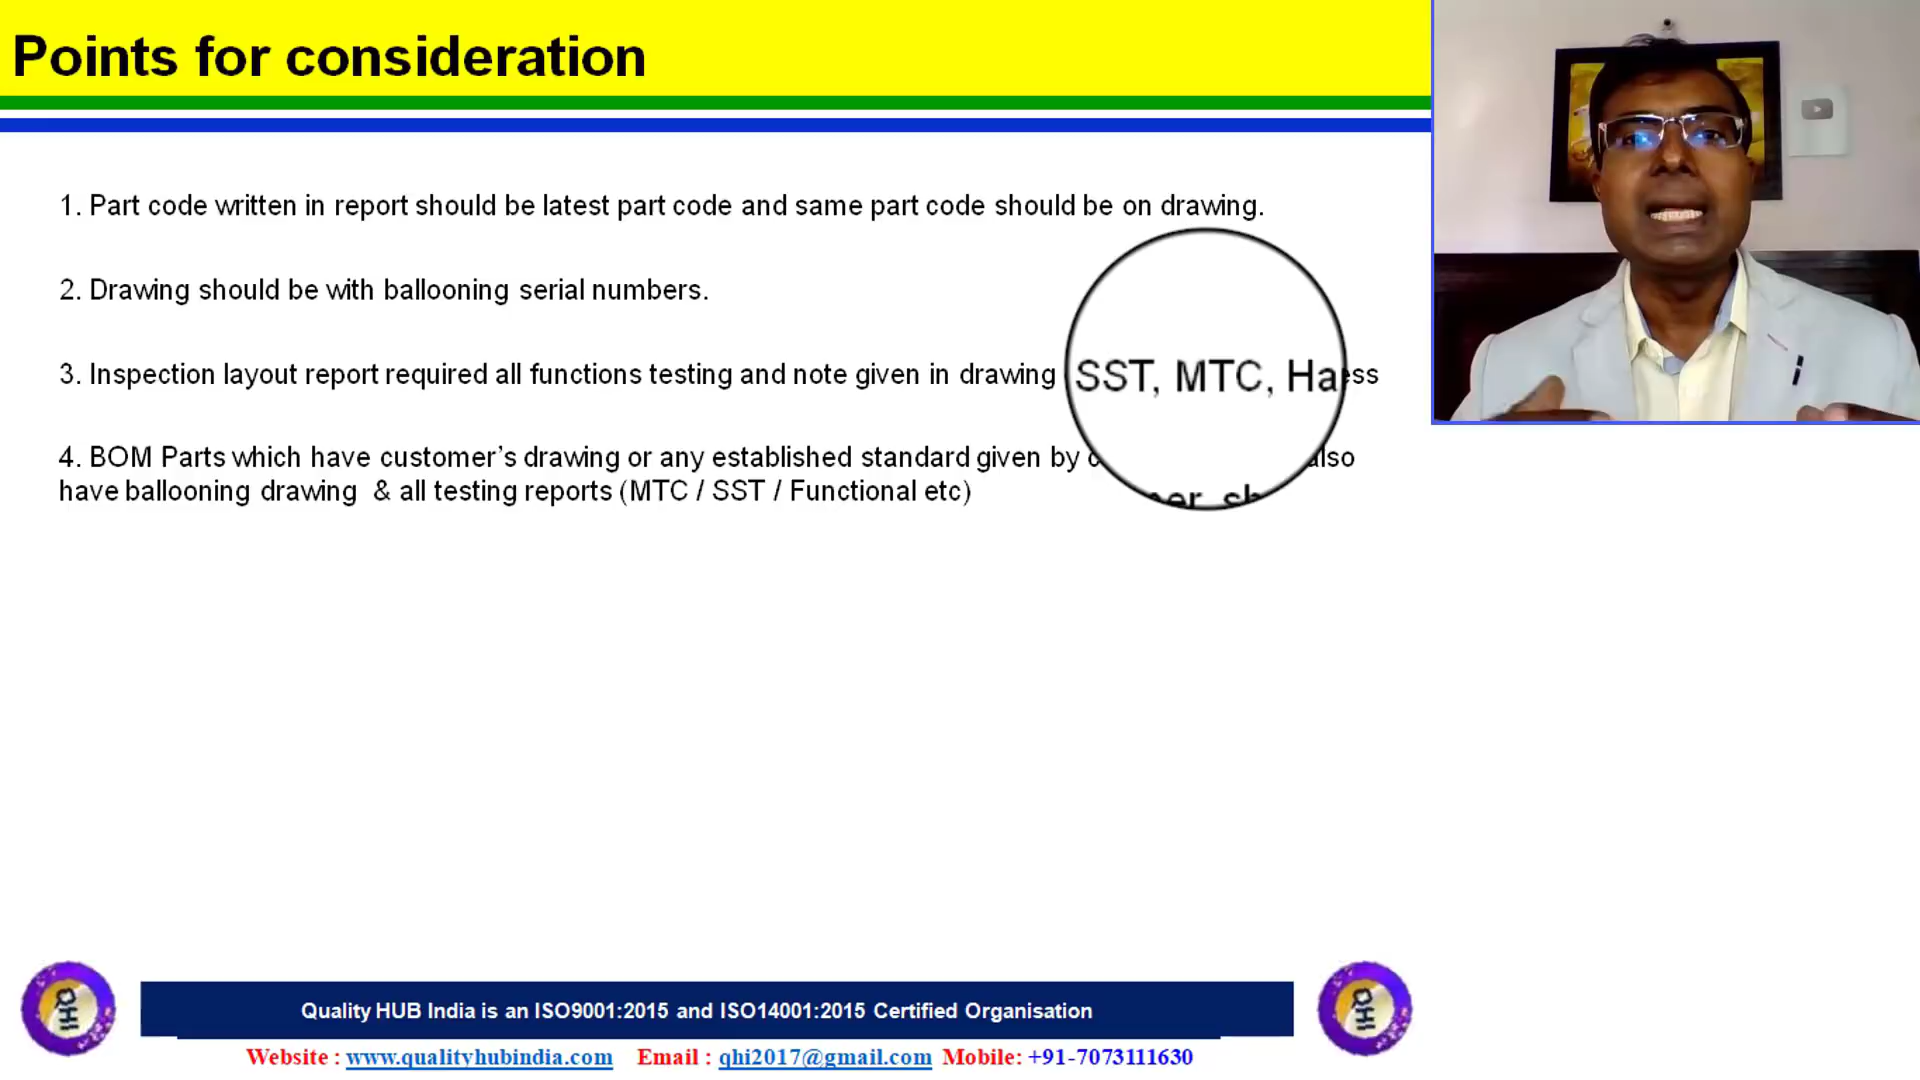 Points for consideration
1. Part code written in report should be latest part code and same part code should be on drawing.
2. Drawing should be with ballooning serial numbers.
3. Inspection layout report required all functions testing and note given in drawing SST, MTC,
4. BOM Parts which have customer's drawing or any established standard given by also
have ballooning drawing & all testing reports (MTC / SST / Functional etc)
QHI
Quality HUB India is an ISO9001:2015 and ISO14001:2015 Certified Organisation
QHI
Website : www.qualityhubindia.com Email : qhi2017@gmail.com Mobile: +91-7073111630